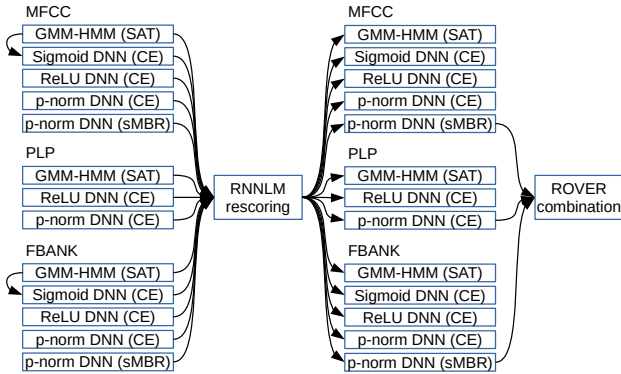 MFCC
GMM-HMM (SAT)
Sigmoid DNN (CE)
ReLU DNN (CE)
p-norm DNN (CE)
p-norm DNN (sMBR)
PLP
GMM-HMM (SAT)
ReLU DNN (CE)
p-norm DNN (CE)
FBANK
GMM-HMM (SAT)
Sigmoid DNN (CE)
ReLU DNN (CE)
p-norm DNN (CE)
p-norm DNN (sMBR)
RNNLM
rescoring
MFCC
GMM-HMM (SAT)
Sigmoid DNN (CE)
ReLU DNN (CE)
p-norm DNN (CE)
p-norm DNN (sMBR)
PLP
GMM-HMM (SAT)
ReLU DNN (CE)
p-norm DNN (CE)
FBANK
GMM-HMM (SAT)
Sigmoid DNN (CE)
ReLU DNN (CE)
p-norm DNN (CE)
p-norm DNN (sMBR)
ROVER
combination